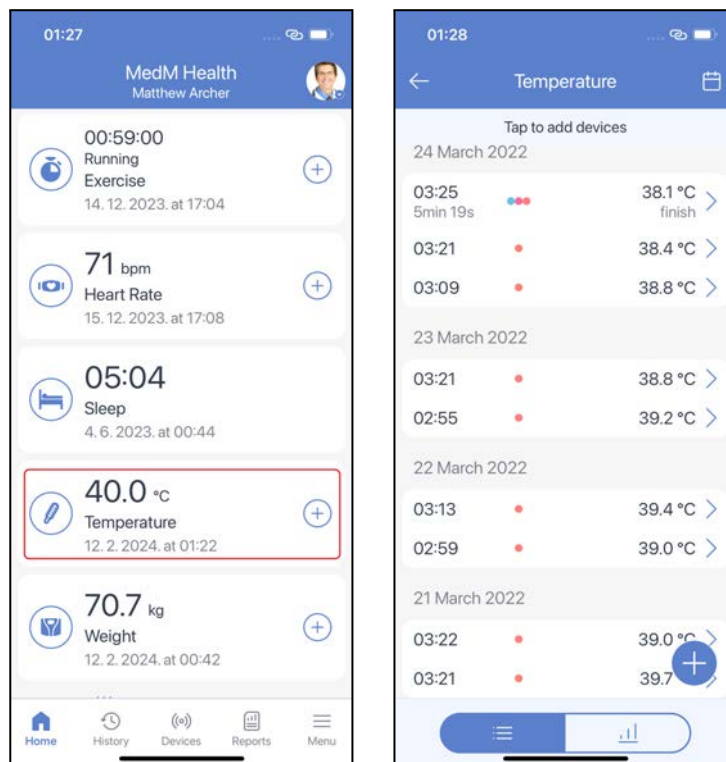 01:27
MedM Health
Matthew Archer
00:59:00
Running
Exercise
14. 12. 2023. at 17:04
71 bpm
Heart Rate
15. 12. 2023. at 17:08
05:04
Sleep
4. 6. 2023. at 00:44
40.0 °C
Temperature
12. 2. 2024. at 01:22
70.7 kg
Weight
12. 2. 2024. at 00:42
Home History Devices Reports Menu
01:28
Temperature
Tap to add devices
24 March 2022
03:25 38.1 °C
5min 19s finish
03:21 38.4 °C
03:09 38.8 °C
23 March 2022
03:21 38.8 °C
02:55 39.2 °C
22 March 2022
03:13 39.4 °C
02:59 39.0 °C
21 March 2022
03:22 39.0 °C
03:21 39.7